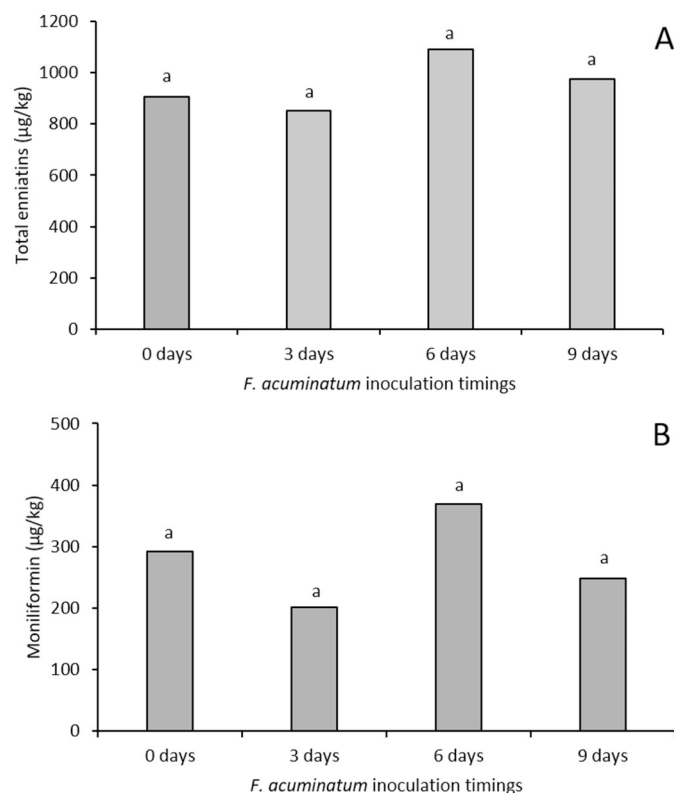 A
Total enniatins (µg/kg)
1200
1000
800
600
400
200
0
a
a
a
a
0 days
3 days
6 days
9 days
F. acuminatum inoculation timings
B
Moniliformin (µg/kg)
500
400
300
200
100
0
a
a
a
a
0 days
3 days
6 days
9 days
F. acuminatum inoculation timings